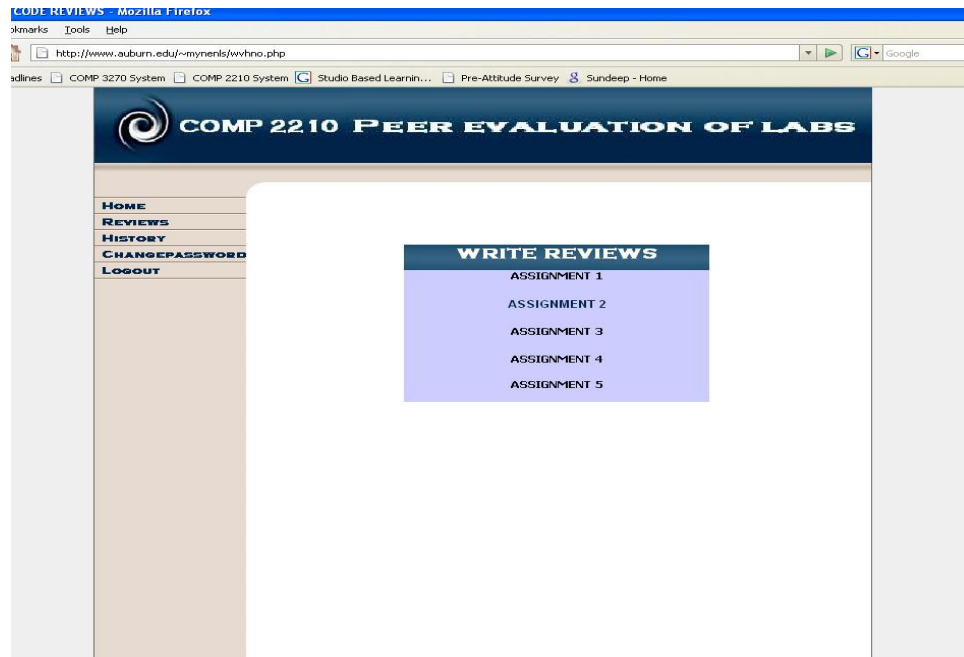 CODE REVIEWS - Mozilla Firefox
okmarks Tools Help
http://www.auburn.edu/~mynenls/wvhno.php G Google
adlines COMP 3270 System COMP 2210 System G Studio Based Learnin... Pre-Attitude Survey 8 Sundeep - Home
COMP 2210 PEER EVALUATION OF LABS
HOME
REVIEWS
HISTORY
CHANGEPASSWORD
LOGOUT
WRITE REVIEWS
ASSIGNMENT 1
ASSIGNMENT 2
ASSIGNMENT 3
ASSIGNMENT 4
ASSIGNMENT 5